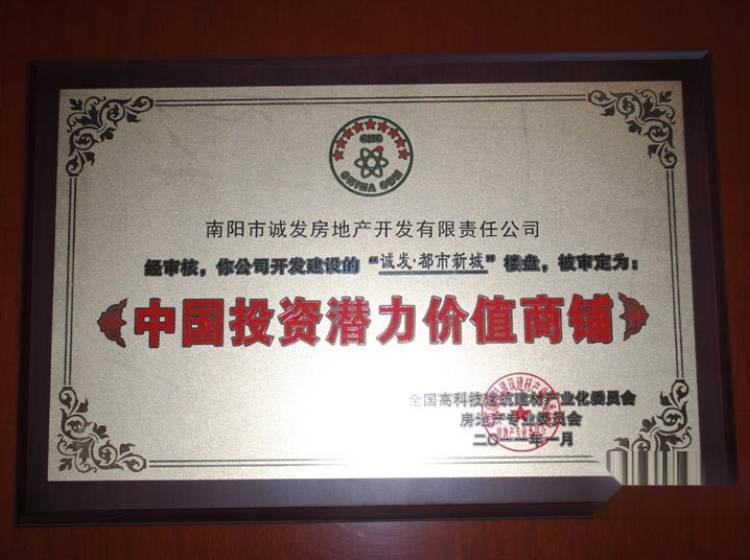 CHC
CHINA COM
南阳市诚发房地产开发有限责任公司
经审核，你公司开发建设的“诚发·都市新城”楼盘，被审定为：
中国投资潜力价值商铺
全国高科技建筑建材产业化委员会
房地产专业委员会
二〇一一年一月